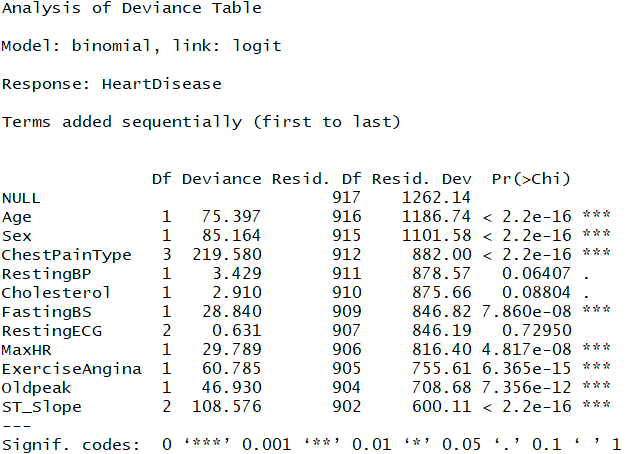 Analysis of Deviance Table
Model: binomial, link: logit
Response: HeartDisease
Terms added sequentially (first to last)
               Df Deviance Resid. Df Resid. Dev  Pr(>Chi)
NULL                             917    1262.14
Age             1   75.397       916    1186.74 < 2.2e-16 ***
Sex             1   85.164       915    1101.58 < 2.2e-16 ***
ChestPainType   3  219.580       912     882.00 < 2.2e-16 ***
RestingBP       1    3.429       911     878.57   0.06407 .
Cholesterol     1    2.910       910     875.66   0.08804 .
FastingBS       1   28.840       909     846.82 7.860e-08 ***
RestingECG      2    0.631       907     846.19   0.72950
MaxHR           1   29.789       906     816.40 4.817e-08 ***
ExerciseAngina  1   60.785       905     755.61 6.365e-15 ***
Oldpeak         1   46.930       904     708.68 7.356e-12 ***
ST_Slope        2  108.576       902     600.11 < 2.2e-16 ***
---
Signif. codes:  0 ‘***’ 0.001 ‘**’ 0.01 ‘*’ 0.05 ‘.’ 0.1 ‘ ’ 1